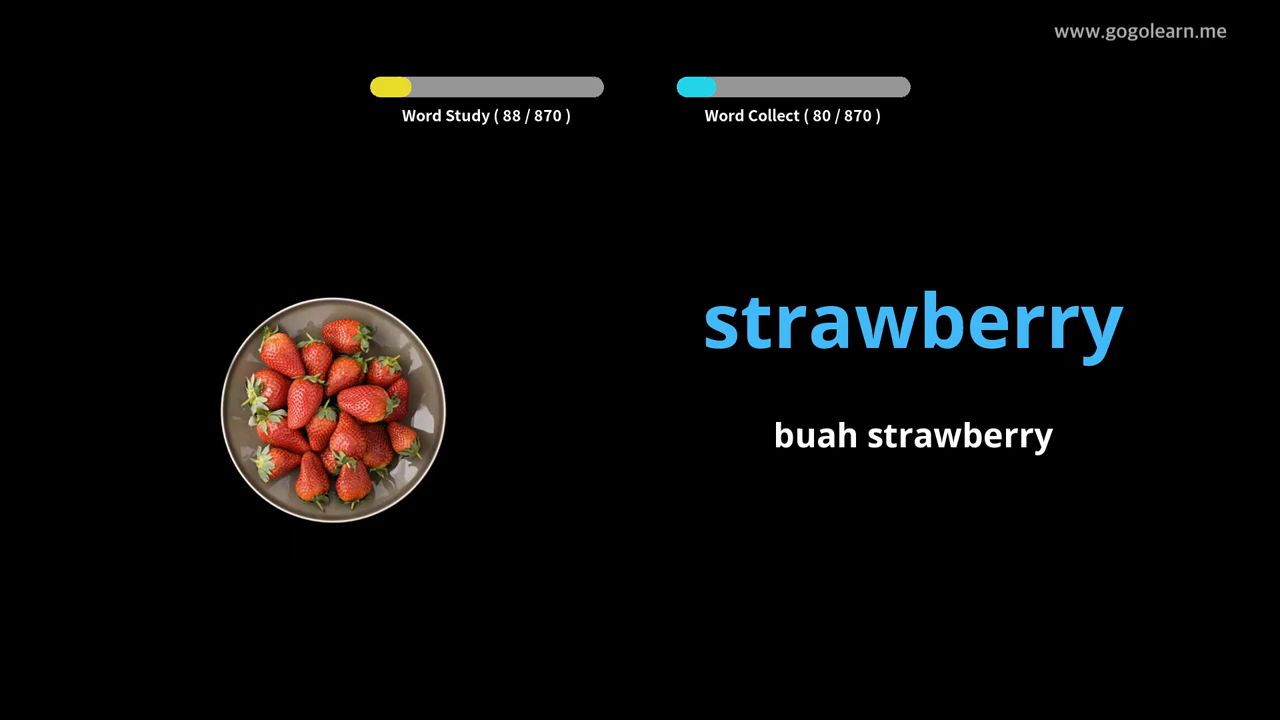 www.gogolearn.me
Word Study ( 88 / 870 )
Word Collect ( 80 / 870 )
strawberry
buah strawberry